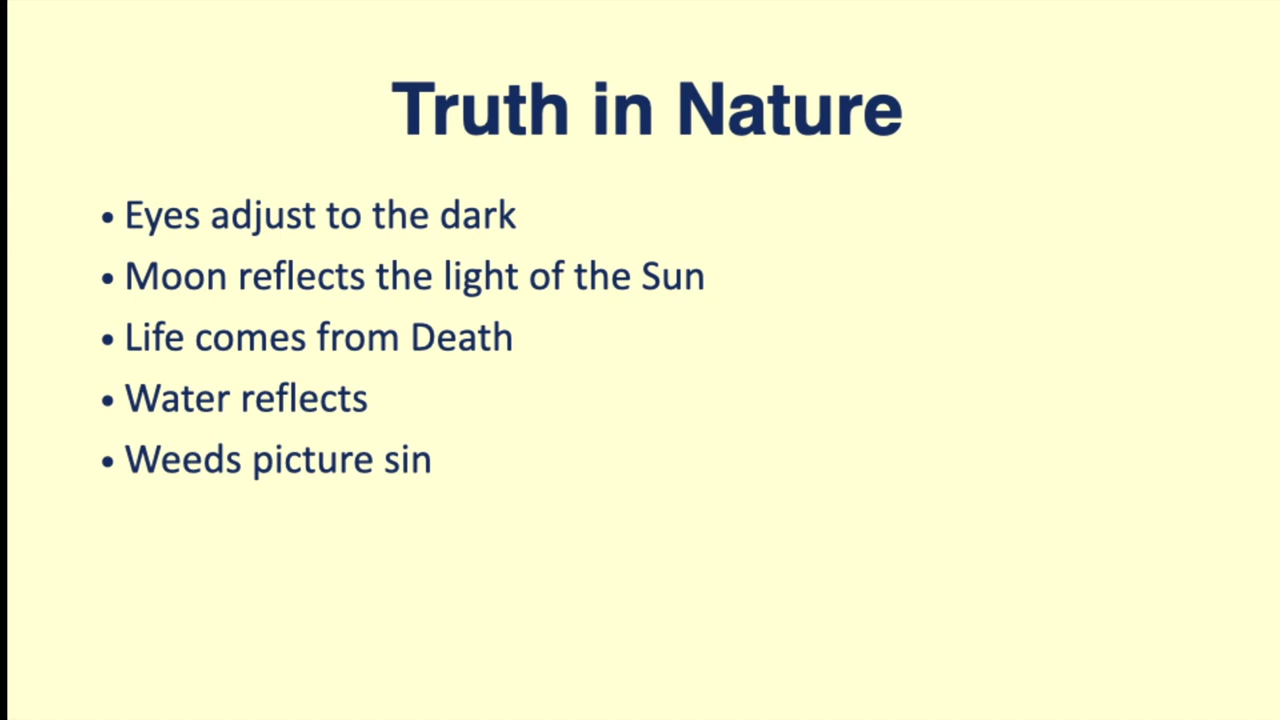 Truth in Nature
• Eyes adjust to the dark
• Moon reflects the light of the Sun
• Life comes from Death
• Water reflects
• Weeds picture sin